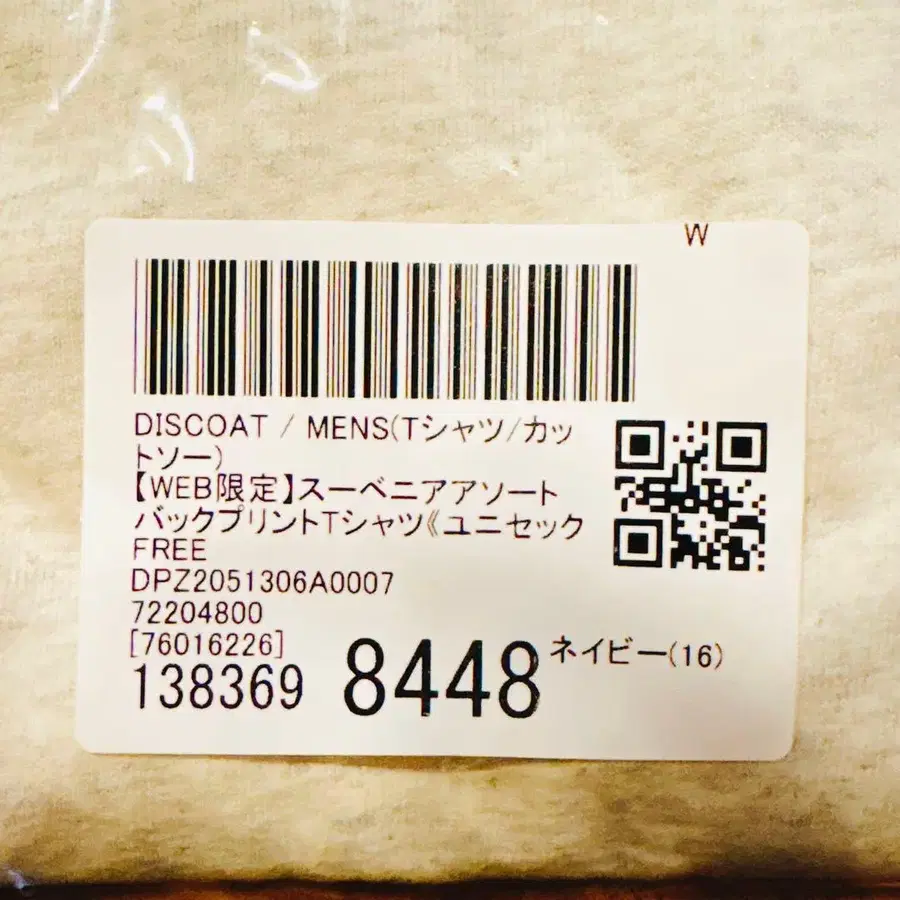 W
DISCOAT / MENS(Tシャツ/カッ
トソー)
【WEB限定】スーベニアアソート
バックプリントTシャツ《ユニセック
FREE
DPZ2051306A0007
72204800
[76016226]
138369 8448 ネイビー(16)